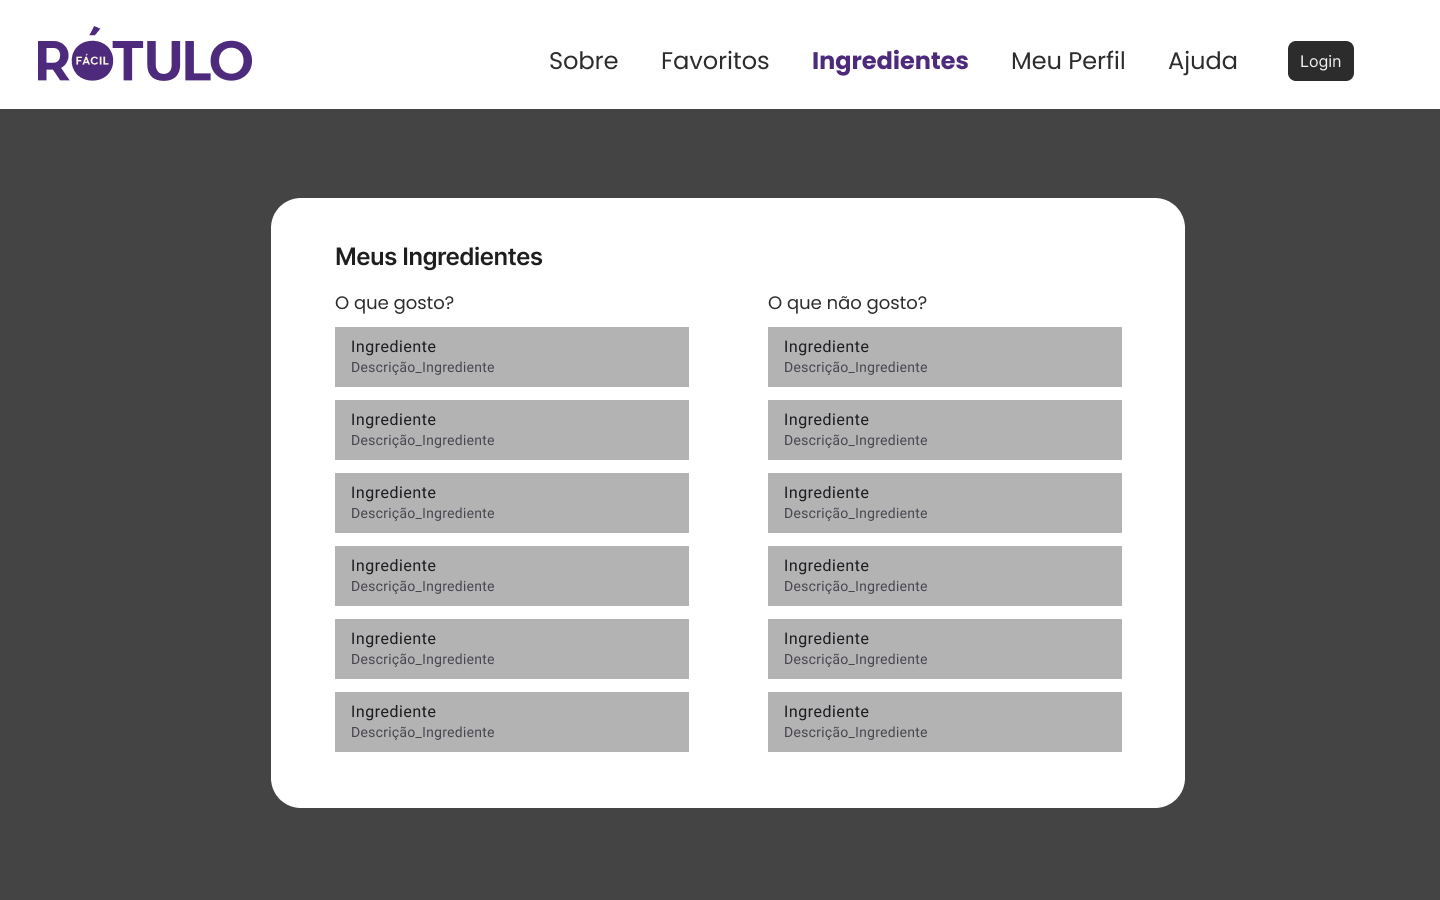 RÓTULO
FÁCIL
Sobre Favoritos Ingredientes Meu Perfil Ajuda Login
Meus Ingredientes
O que gosto?
Ingrediente
Descrição_Ingrediente
Ingrediente
Descrição_Ingrediente
Ingrediente
Descrição_Ingrediente
Ingrediente
Descrição_Ingrediente
Ingrediente
Descrição_Ingrediente
Ingrediente
Descrição_Ingrediente
O que não gosto?
Ingrediente
Descrição_Ingrediente
Ingrediente
Descrição_Ingrediente
Ingrediente
Descrição_Ingrediente
Ingrediente
Descrição_Ingrediente
Ingrediente
Descrição_Ingrediente
Ingrediente
Descrição_Ingrediente